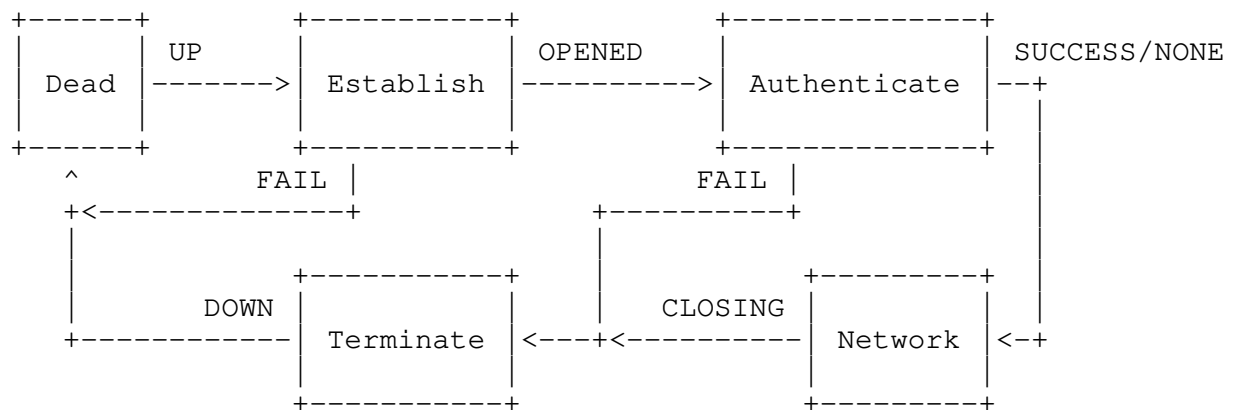 UP OPENED SUCCESS/NONE
Dead Establish Authenticate
FAIL FAIL
DOWN CLOSING
Terminate Network